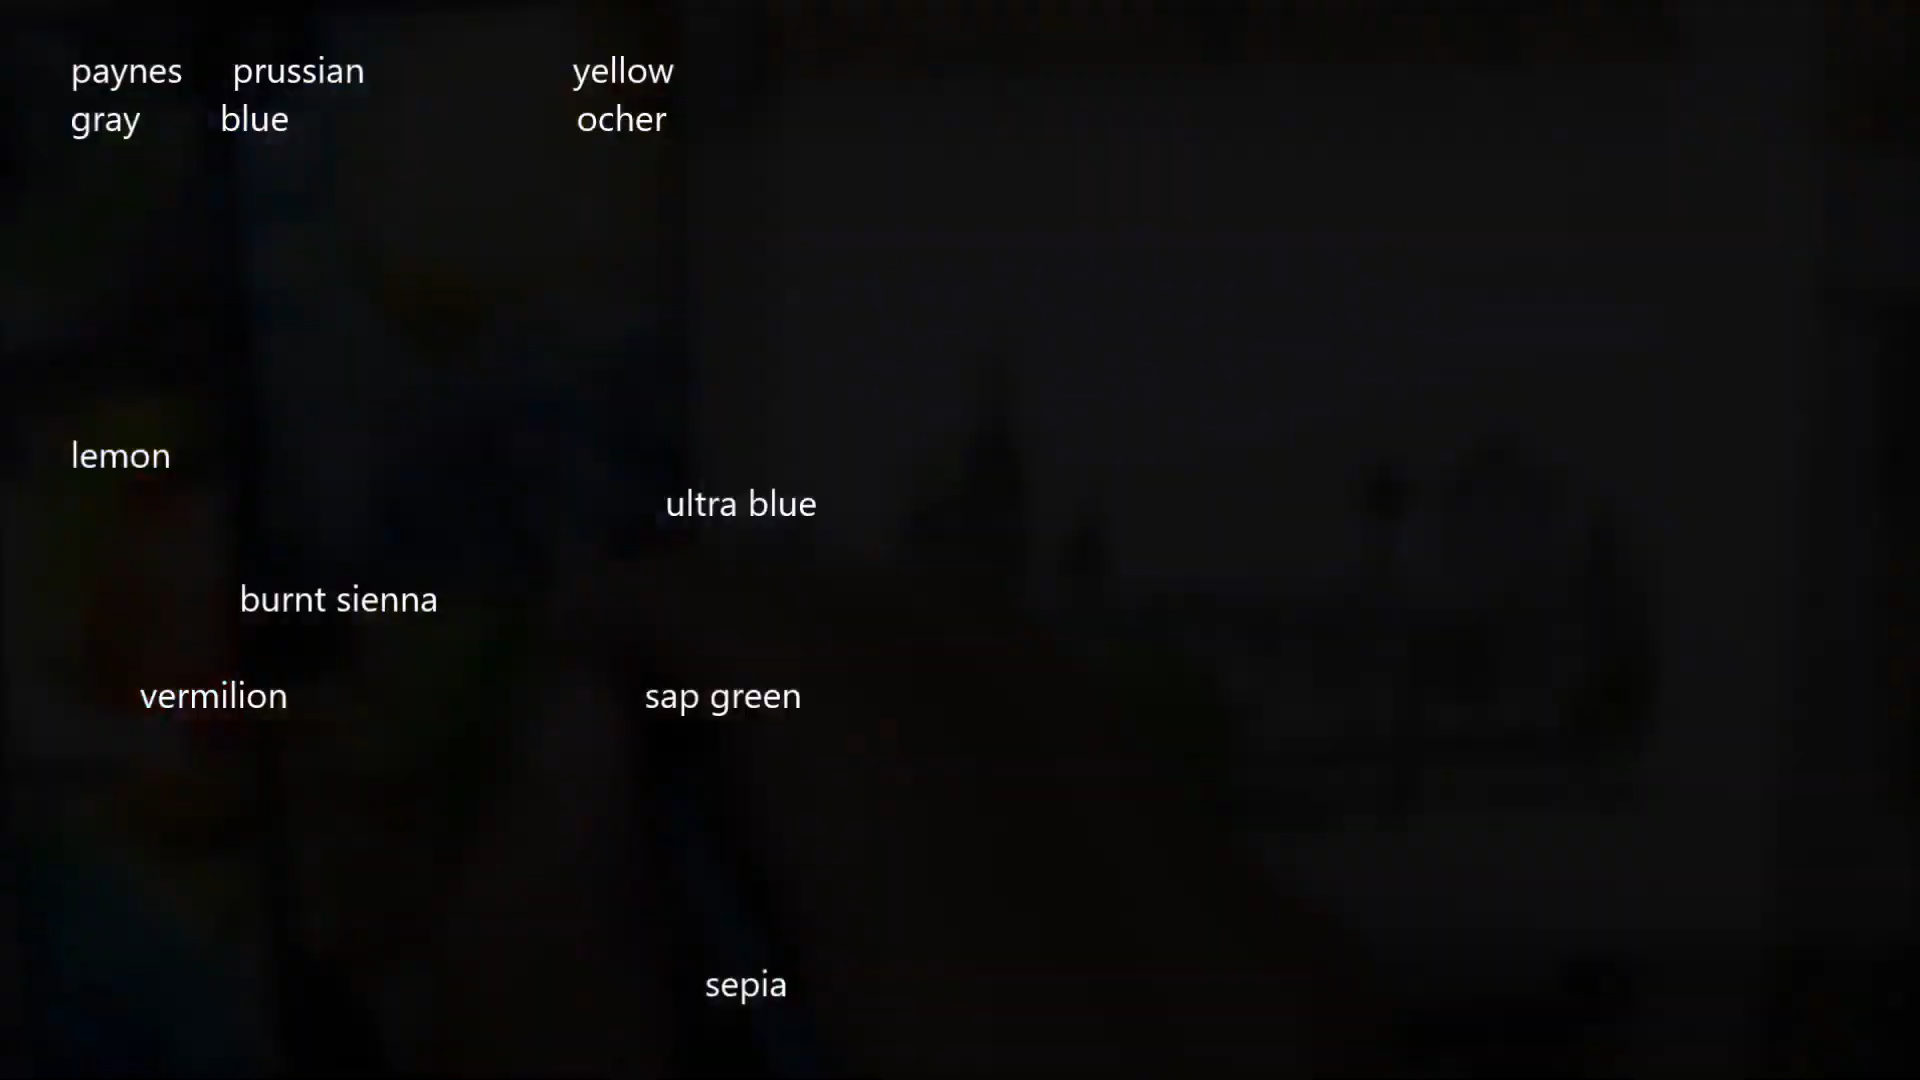 paynes prussian yellow
gray blue ocher
lemon
ultra blue
burnt sienna
vermilion sap green
sepia